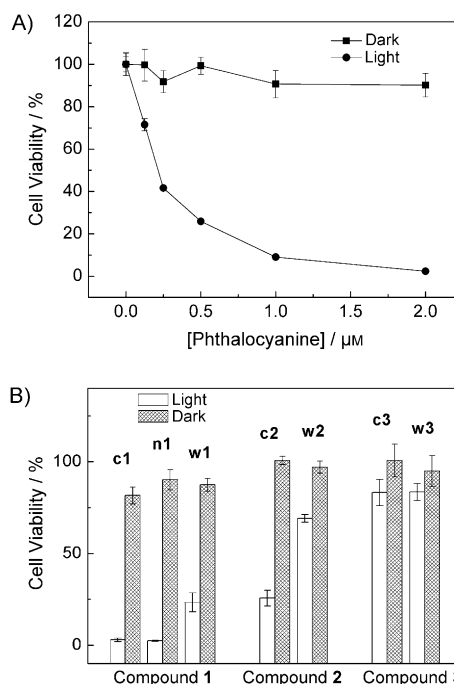 A)
120
100
80
60
40
20
0
Cell Viability / %
Dark
Light
0.0
0.5
1.0
1.5
2.0
[Phthalocyanine] / µM
B)
Light
Dark
c1
n1
w1
c2
w2
c3
w3
100
50
0
Cell Viability / %
Compound 1
Compound 2
Compound 3